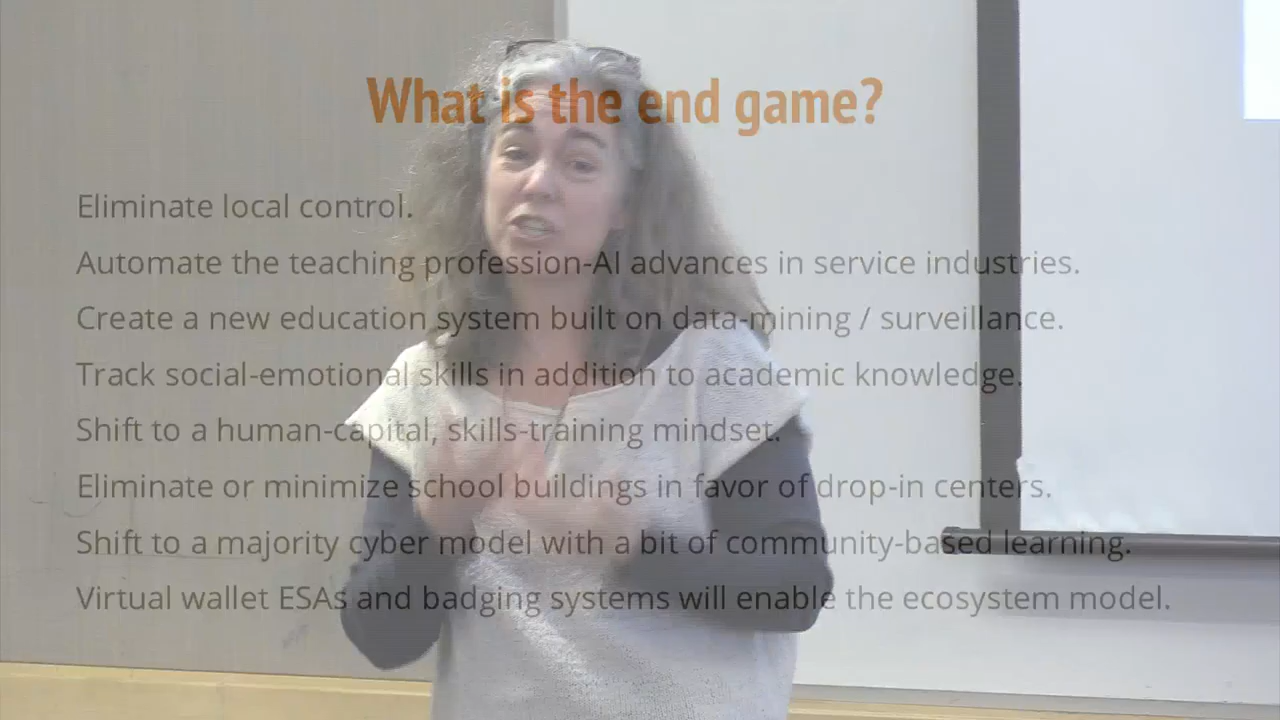 What is the end game?
Eliminate local control.
Automate the teaching profession-AI advances in service industries.
Create a new education system built on data-mining / surveillance.
Track social-emotional skills in addition to academic knowledge.
Shift to a human-capital, skills-training mindset.
Eliminate or minimize school buildings in favor of drop-in centers.
Shift to a majority cyber model with a bit of community-based learning.
Virtual wallet ESAs and badging systems will enable the ecosystem model.